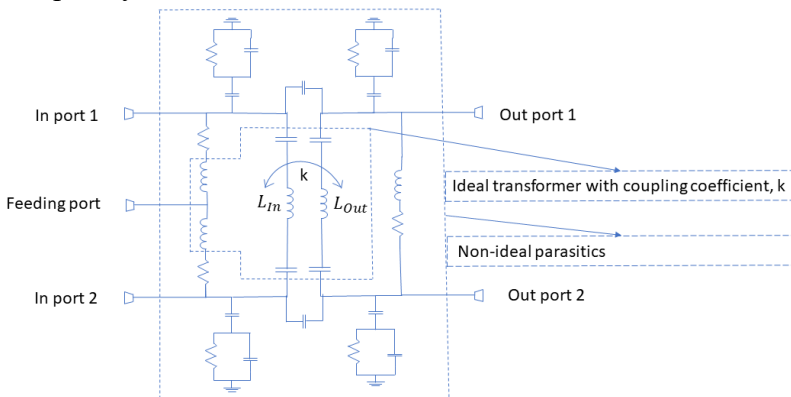 In port 1
Out port 1
k
Ideal transformer with coupling coefficient, k
Feeding port
L_In
L_Out
Non-ideal parasitics
In port 2
Out port 2